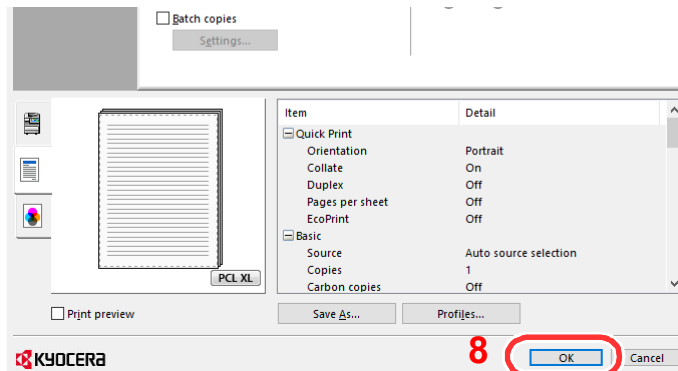 Batch copies
Settings...
Item Detail
Quick Print
Orientation Portrait
Collate On
Duplex Off
Pages per sheet Off
EcoPrint Off
Basic
Source Auto source selection
Copies 1
Carbon copies Off
PCL XL
Print preview Save As... Profiles...
KYOCERA 8 OK Cancel